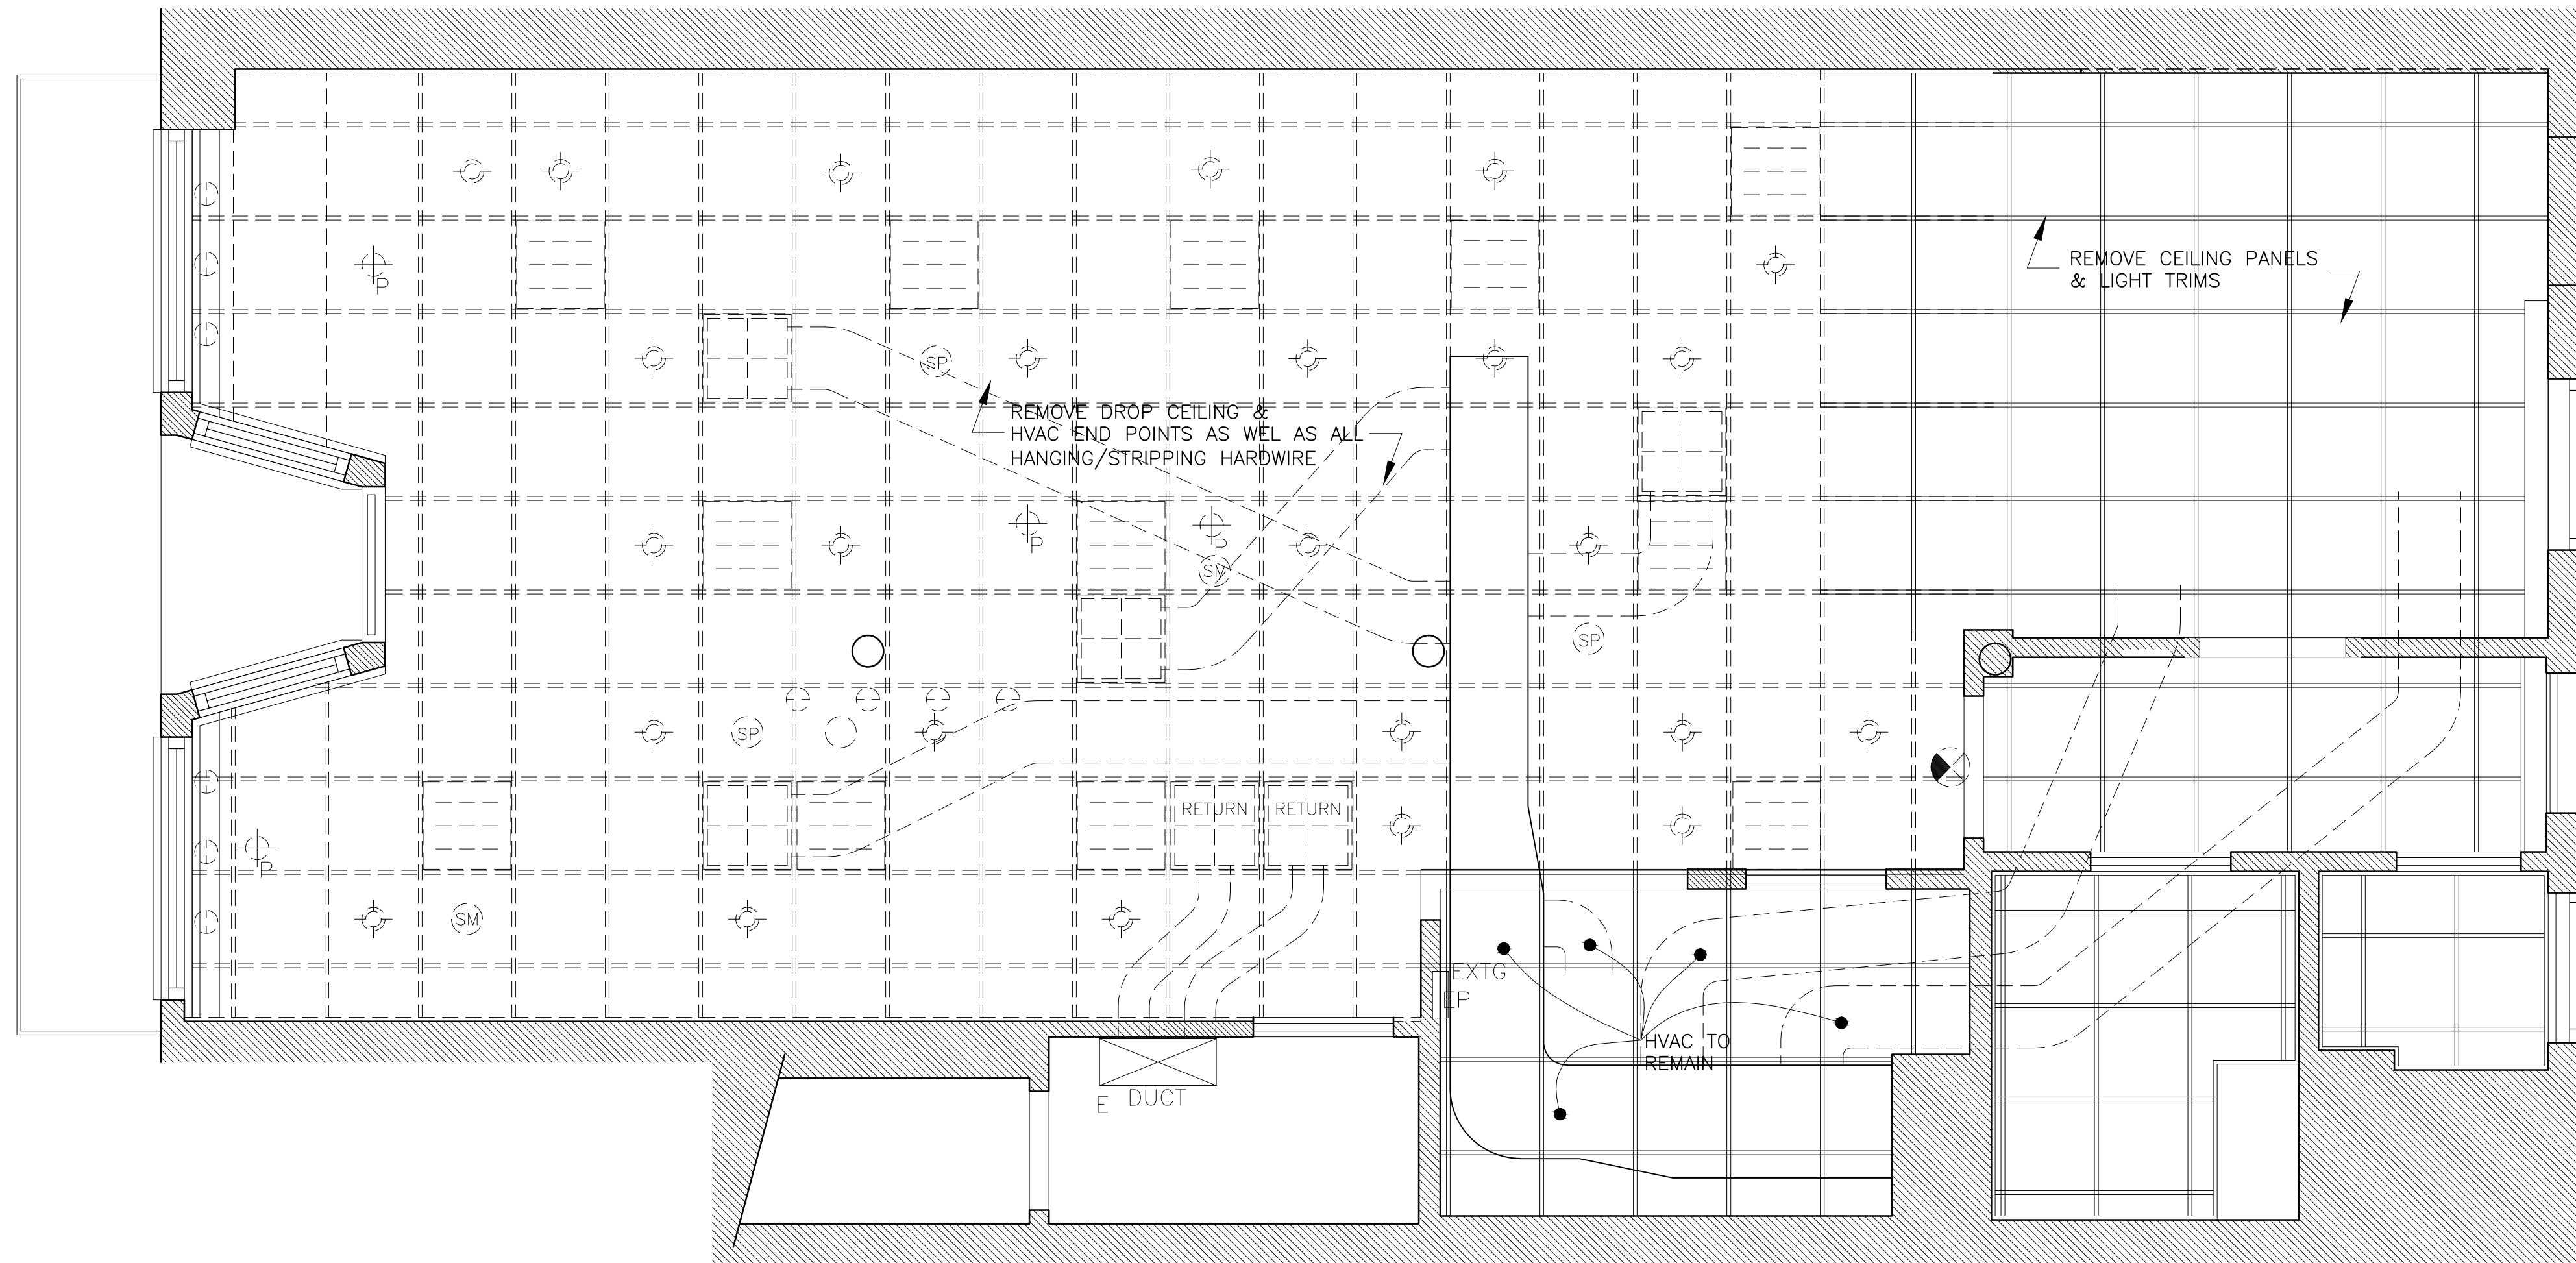 REMOVE CEILING PANELS
& LIGHT TRIMS
P
SP
REMOVE DROP CEILING &
HVAC END POINTS AS WEL AS ALL
HANGING/STRIPPING HARDWIRE
P
P
SM
SP
SP
RETURN
RETURN
P
SM
EXTG
EP
HVAC TO
REMAIN
E DUCT